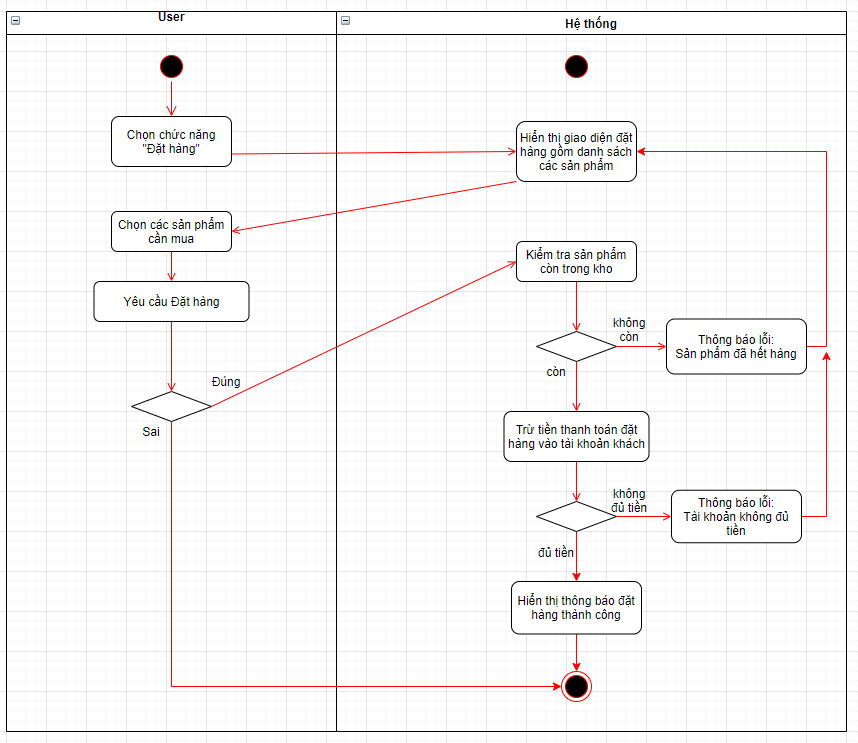 User
Hệ thống
Chọn chức năng
"Đặt hàng"
Hiển thị giao diện đặt
hàng gồm danh sách
các sản phẩm
Chọn các sản phẩm
cần mua
Yêu cầu Đặt hàng
Kiểm tra sản phẩm
còn trong kho
không
còn
Thông báo lỗi:
Sản phẩm đã hết hàng
còn
Đúng
Sai
Trừ tiền thanh toán đặt
hàng vào tài khoản khách
không
đủ tiền
Thông báo lỗi:
Tài khoản không đủ
tiền
đủ tiền
Hiển thị thông báo đặt
hàng thành công